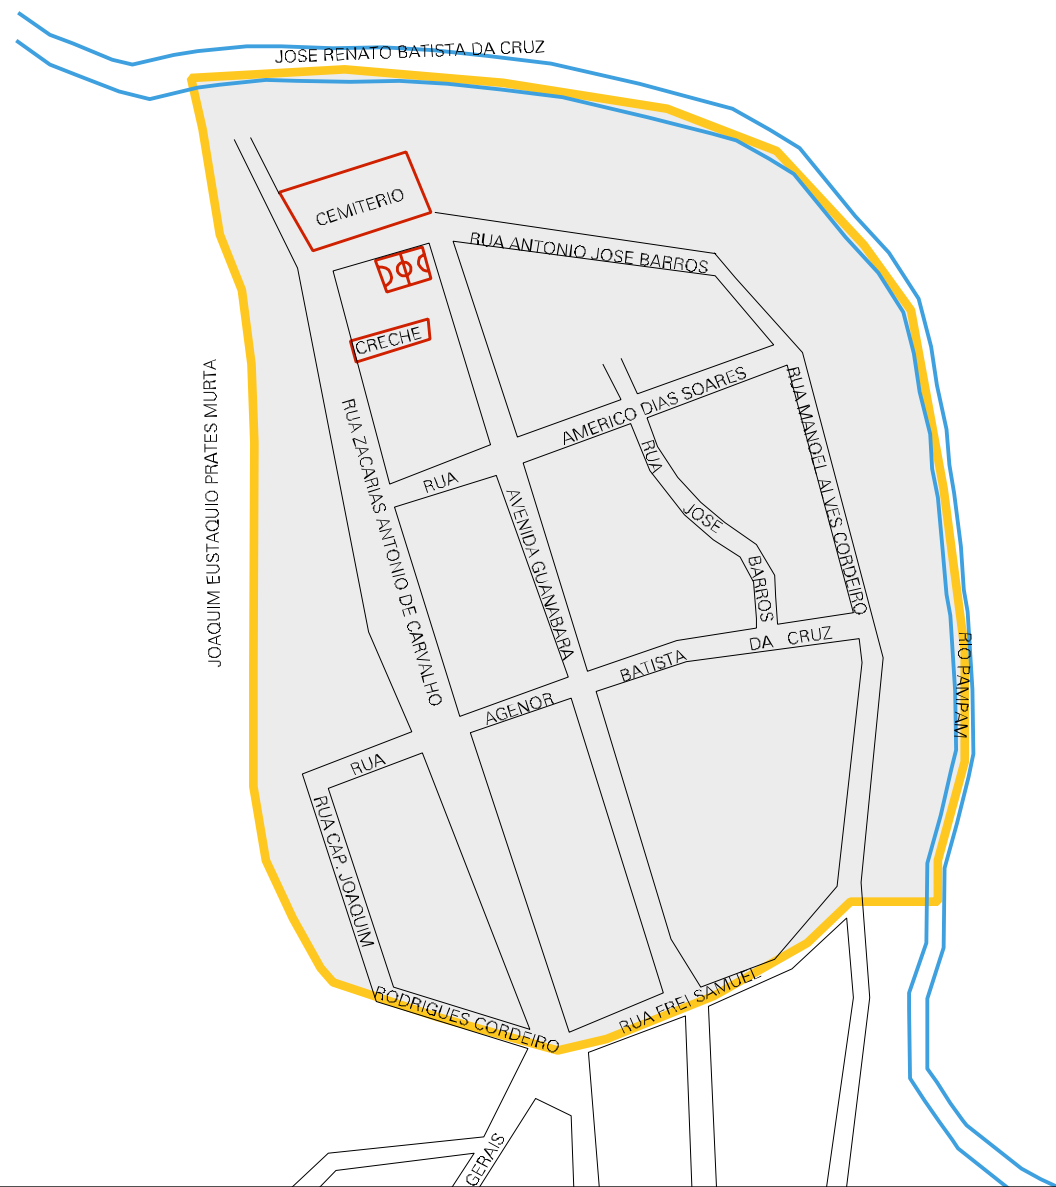 JOSE RENATO BATISTA DA CRUZ
CEMITERIO
RUA ANTONIO JOSE BARROS
CRECHE
JOAQUIM EUSTAQUIO PRATES MURTA
RUA ZACARIAS ANTONIO DE CARVALHO
RUA AMERICO DIAS SOARES
RUA MANOEL ALVES CORDEIRO
RUA JOSE BARROS
AVENIDA GUANABARA
RUA AGENOR BATISTA DA CRUZ
RIO PAMPAM
RUA CAP. JOAQUIM
RODRIGUES CORDEIRO
RUA FREI SAMUEL
GERAIS